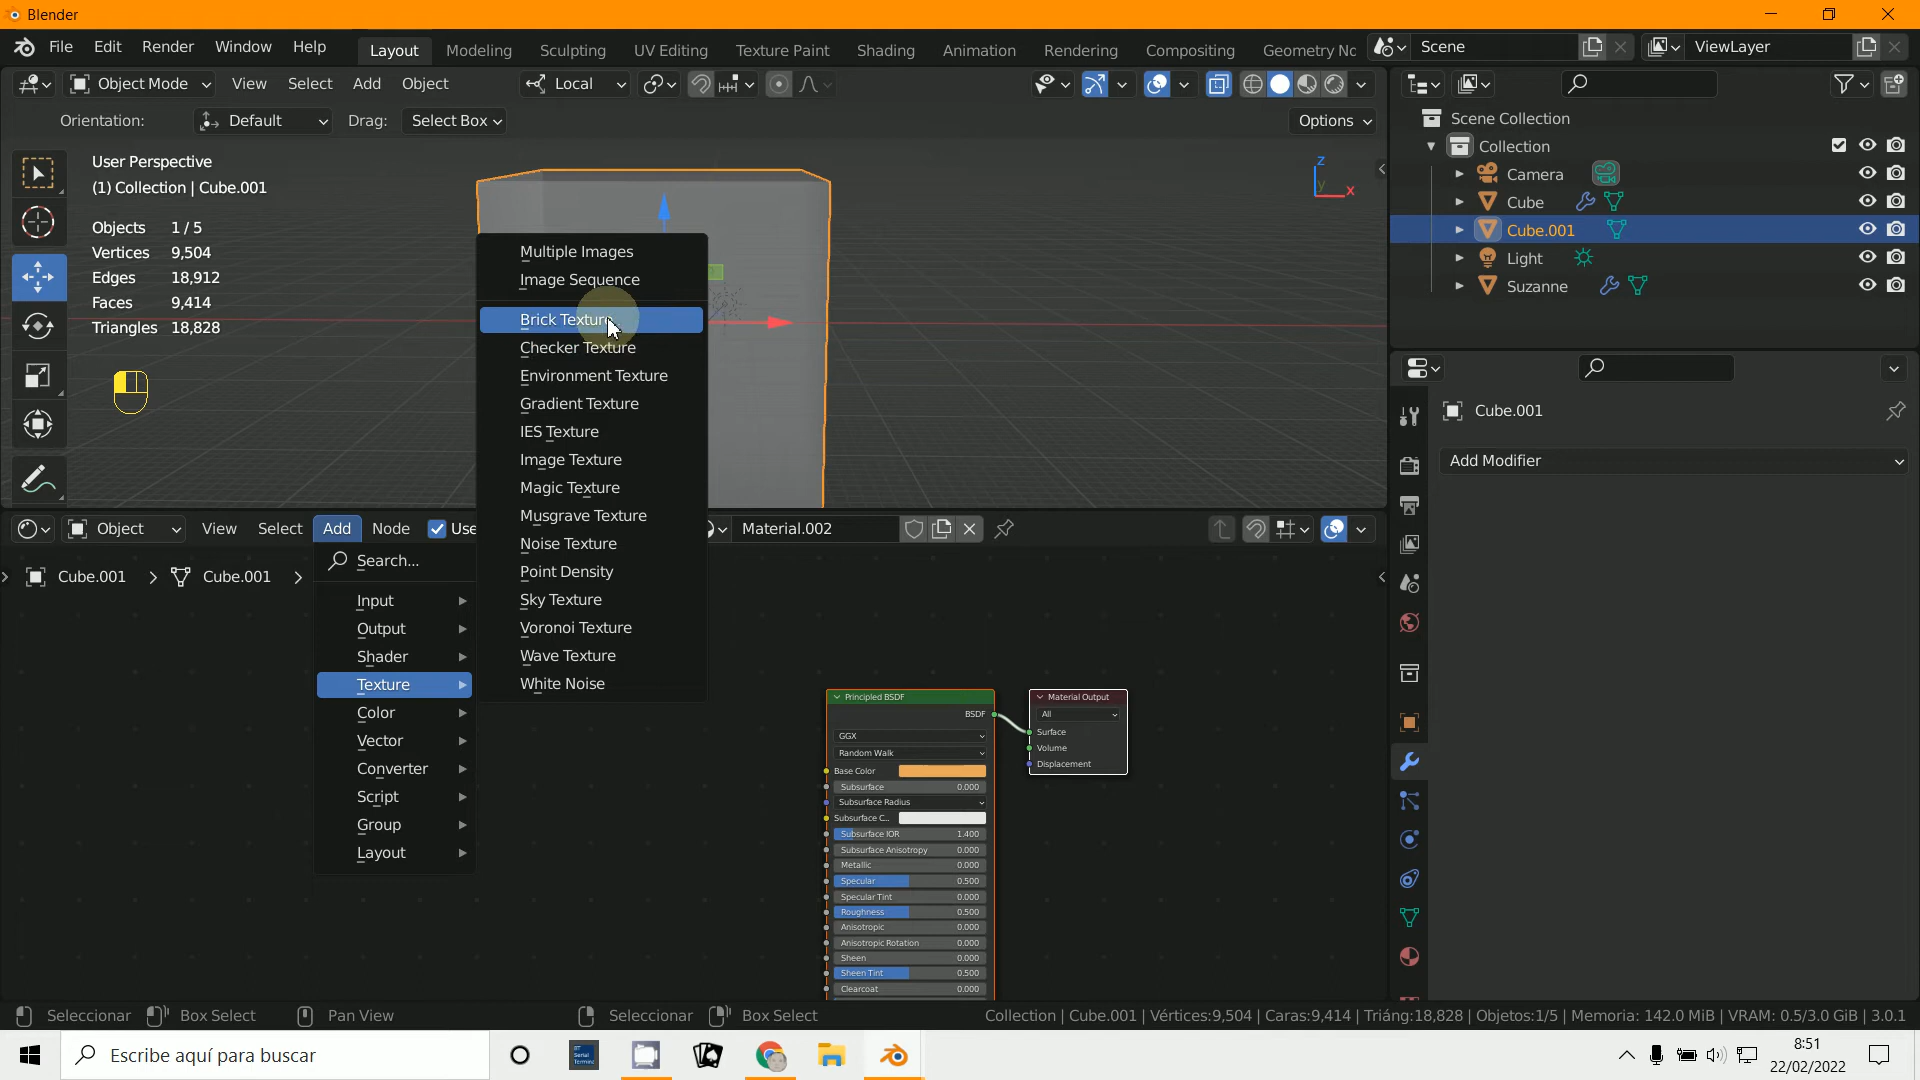 Blender
File Edit Render Window Help
Layout Modeling Sculpting UV Editing Texture Paint Shading Animation Rendering Compositing Geometry No
Scene ViewLayer
Object Mode View Select Add Object Local
Orientation: Default Drag: Select Box Options
User Perspective
(1) Collection | Cube.001
Objects 1 / 5
Vertices 9,504
Edges 18,912
Faces 9,414
Triangles 18,828
z
y
x
Scene Collection
Collection
Camera
Cube
Cube.001
Light
Suzanne
Cube.001
Add Modifier
Multiple Images
Image Sequence
Brick Texture
Checker Texture
Environment Texture
Gradient Texture
IES Texture
Image Texture
Magic Texture
Musgrave Texture
Noise Texture
Point Density
Sky Texture
Voronoi Texture
Wave Texture
White Noise
Object View Select Add Node Use Material.002
Cube.001 Cube.001
Search...
Input
Output
Shader
Texture
Color
Vector
Converter
Script
Group
Layout
Principled BSDF
BSDF
GGX
Random Walk
Base Color
Subsurface 0.000
Subsurface Radius
Subsurface C..
Subsurface IOR 1.400
Subsurface Anisotropy 0.000
Metallic 0.000
Specular 0.500
Specular Tint 0.000
Roughness 0.500
Anisotropic 0.000
Anisotropic Rotation 0.000
Sheen 0.000
Sheen Tint 0.500
Clearcoat 0.000
Material Output
All
Surface
Volume
Displacement
Seleccionar Box Select Pan View Seleccionar Box Select
Collection | Cube.001 | Vértices:9,504 | Caras:9,414 | Triáng:18,828 | Objetos:1/5 | Memoria: 142.0 MiB | VRAM: 0.5/3.0 GiB | 3.0.1
Escribe aquí para buscar
8:51
22/02/2022